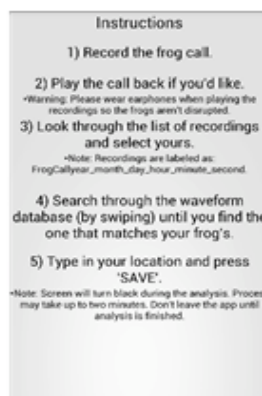 Instructions
1) Record the frog call.
2) Play the call back if you'd like.
*Warning: Please wear earphones when playing the
recordings so the frogs aren't disrupted.
3) Look through the list of recordings
and select yours.
*Note: Recordings are labeled as:
FrogCallyear_month_day_hour_minute_second.
4) Search through the waveform
database (by swiping) until you find the
one that matches your frog's.
5) Type in your location and press
'SAVE'.
*Note: Screen will turn black during the analysis. Proces
may take up to two minutes. Don't leave the app until
analysis is finished.